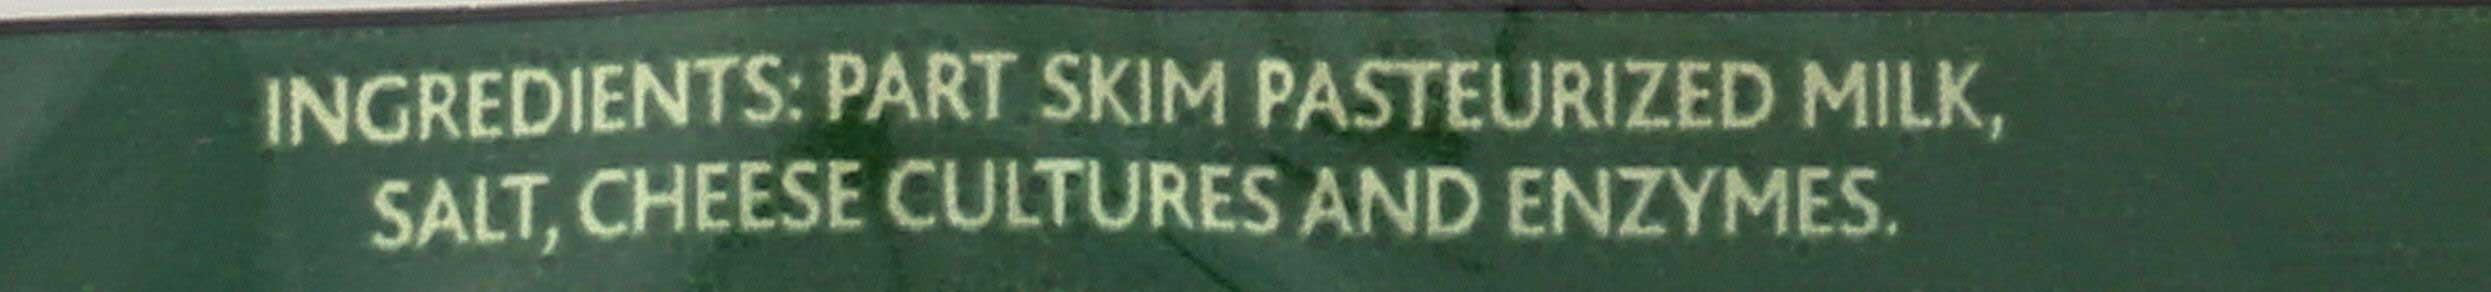 INGREDIENTS: PART SKIM PASTEURIZED MILK,
SALT, CHEESE CULTURES AND ENZYMES.